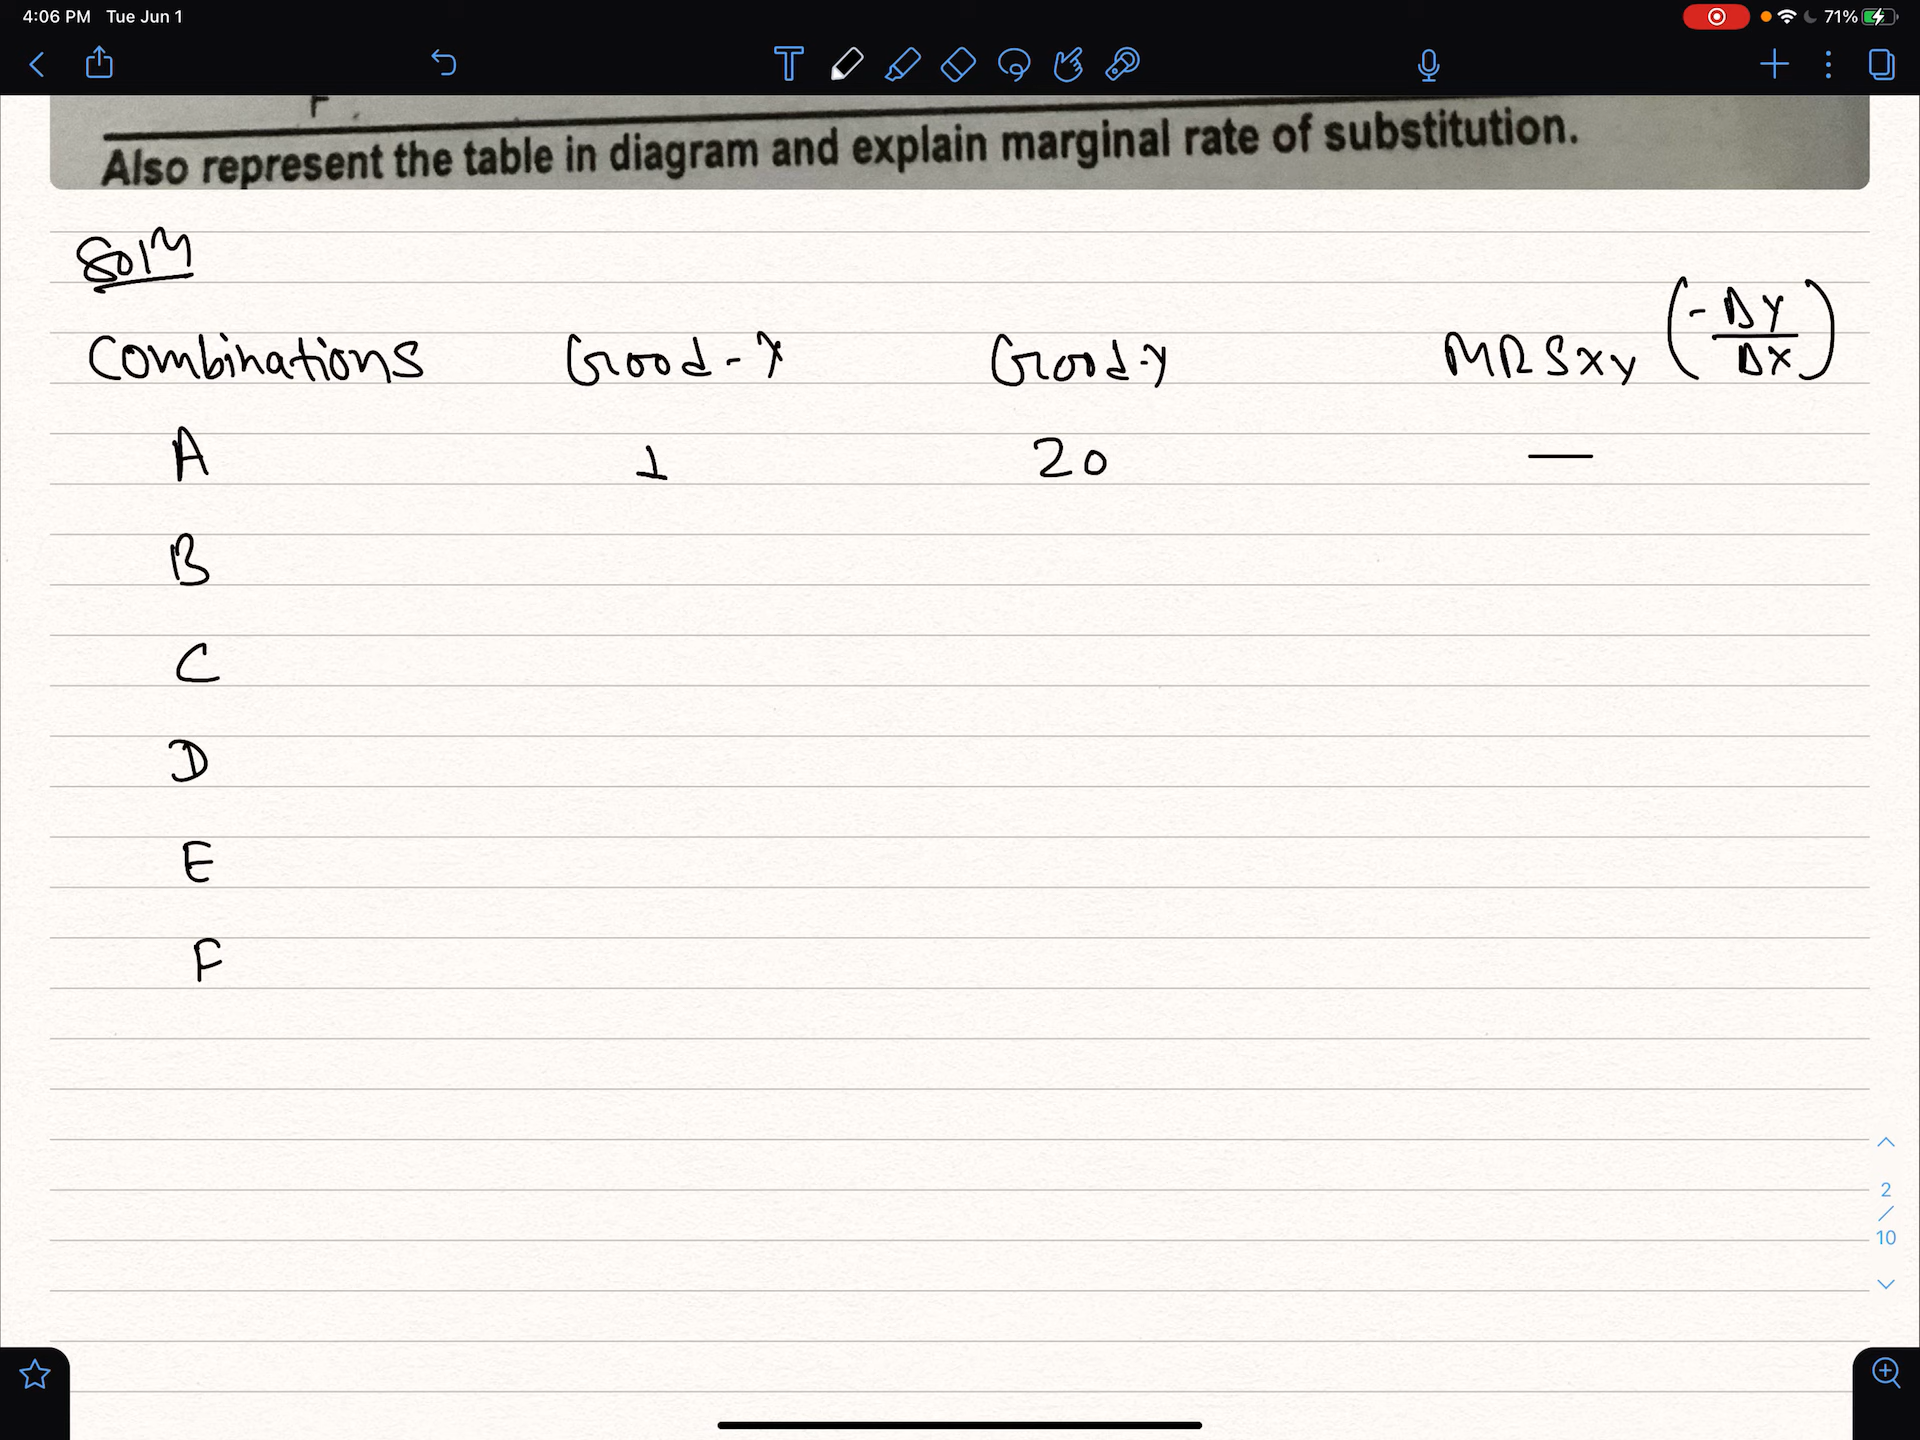 4:06 PM Tue Jun 1
71%
F
Also represent the table in diagram and explain marginal rate of substitution.
Soln
Combinations Good-X Good-Y MRSxy (-ΔY/ΔX)
A 1 20 —
B
C
D
E
F
2
/
10